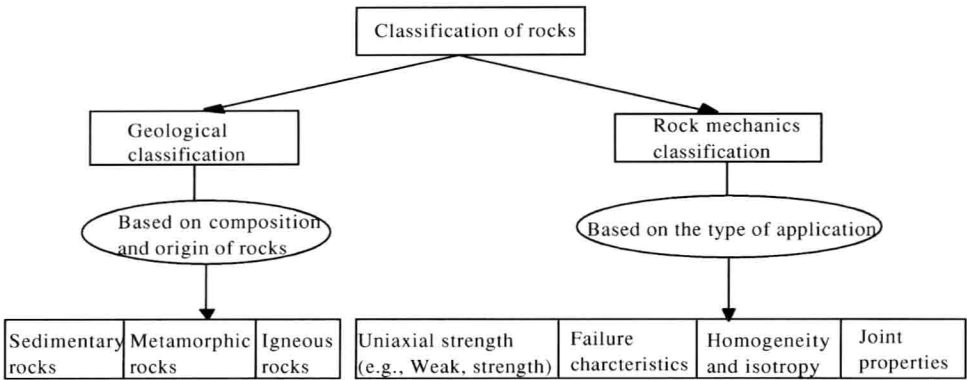 Classification of rocks
Geological
classification
Rock mechanics
classification
Based on composition
and origin of rocks
Based on the type of application
Sedimentary
rocks
Metamorphic
rocks
Igneous
rocks
Uniaxial strength
(e.g., Weak, strength)
Failure
charcteristics
Homogeneity
and isotropy
Joint
properties